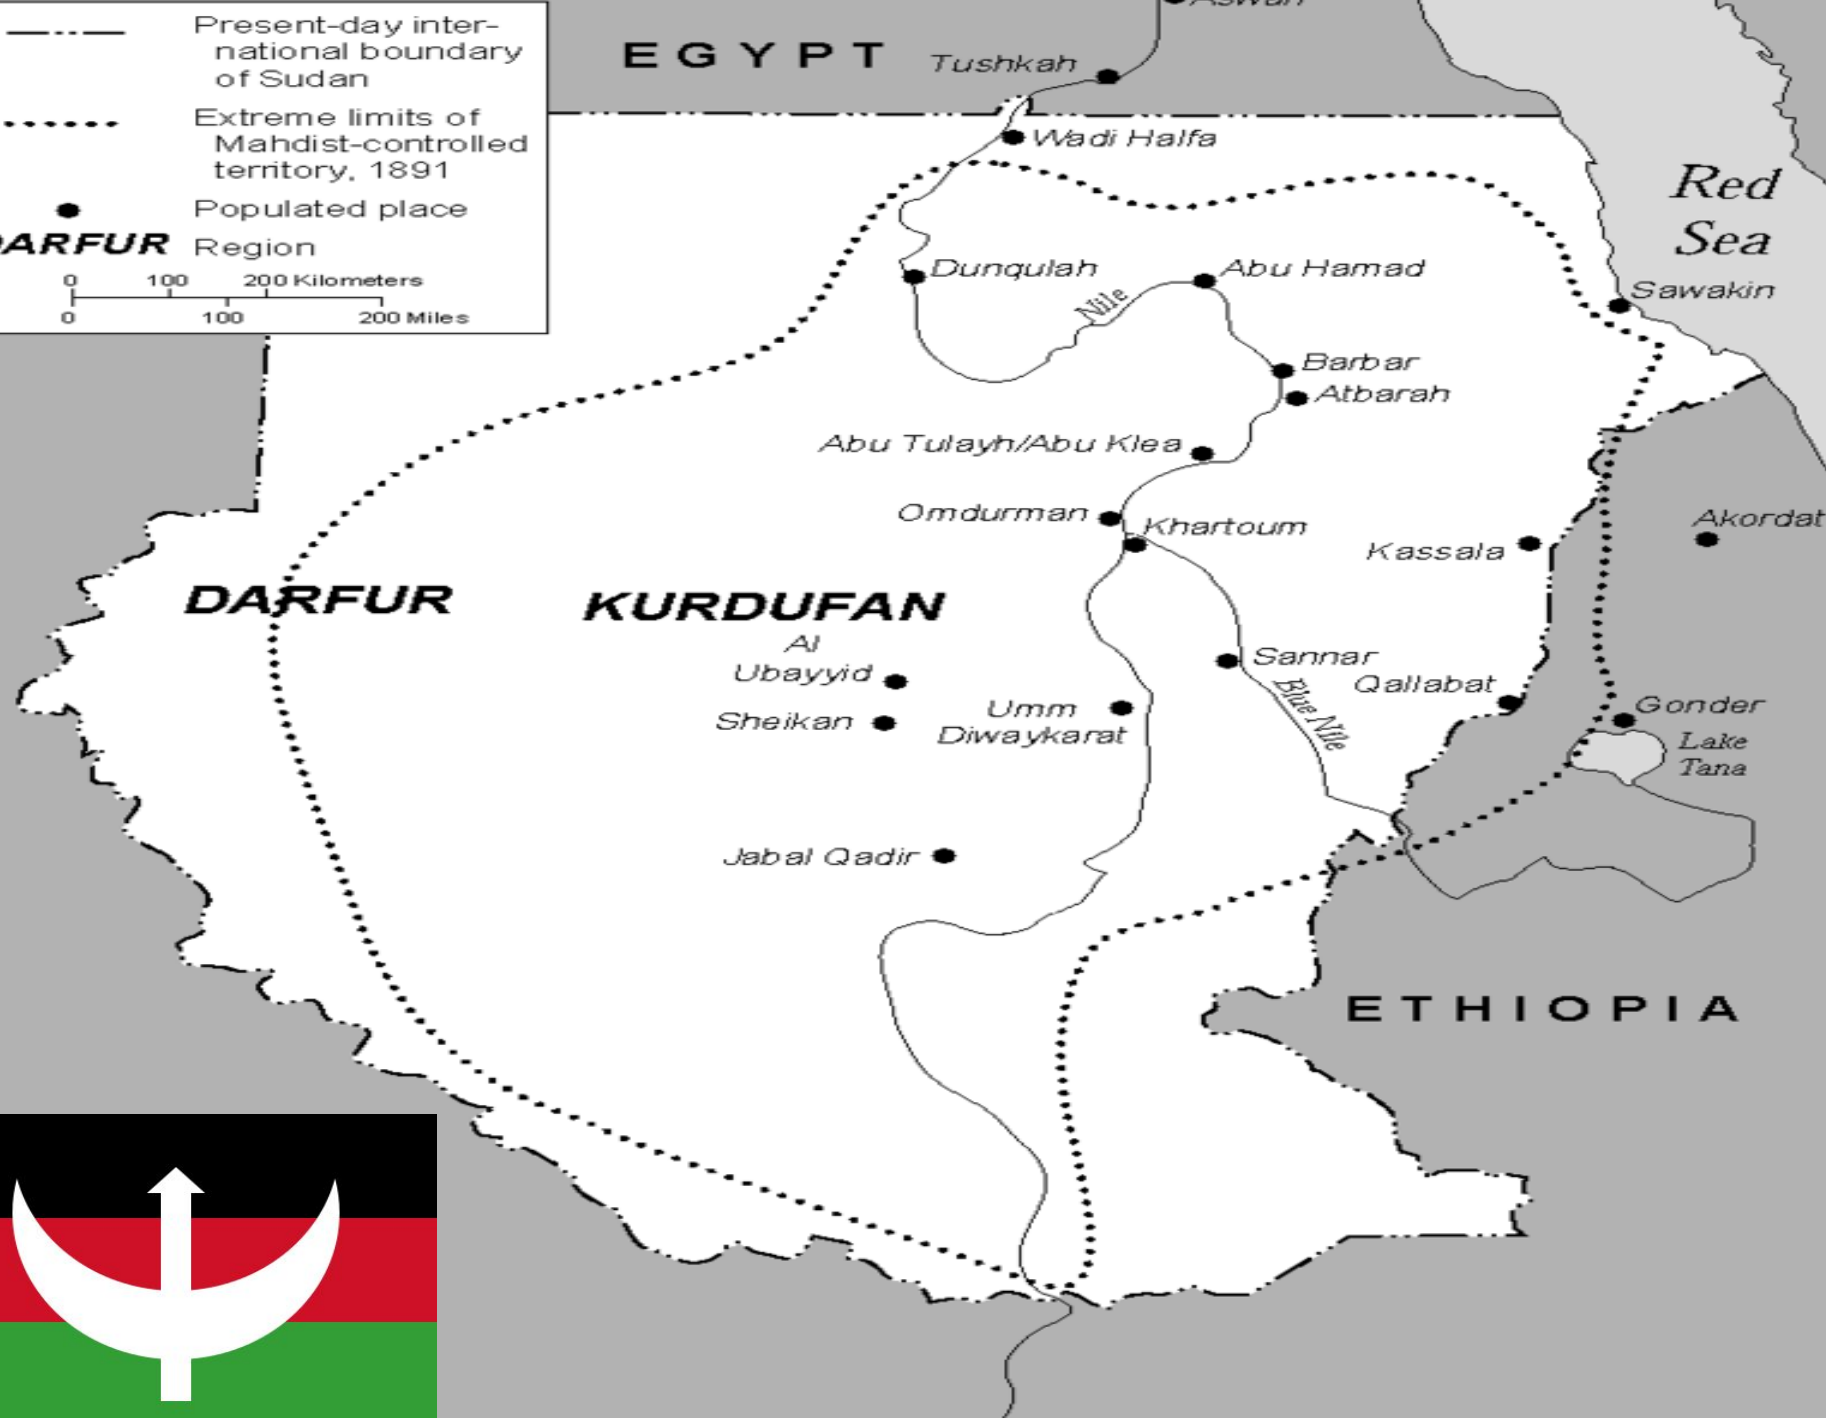 Present-day inter-
national boundary
of Sudan
Extreme limits of
Mahdist-controlled
territory, 1891
Populated place
DARFUR Region
0 100 200 Kilometers
0 100 200 Miles
EGYPT
Aswan
Tushkah
Wadi Halfa
Red
Sea
Dunqulah
Abu Hamad
Nile
Sawakin
Barbar
Atbarah
Abu Tulayh/Abu Klea
Omdurman
Khartoum
Kassala
Akordat
DARFUR
KURDUFAN
Al
Ubayyid
Sheikan
Umm
Diwaykarat
Sannar
Blue Nile
Qallabat
Gonder
Lake
Tana
Jabal Qadir
ETHIOPIA